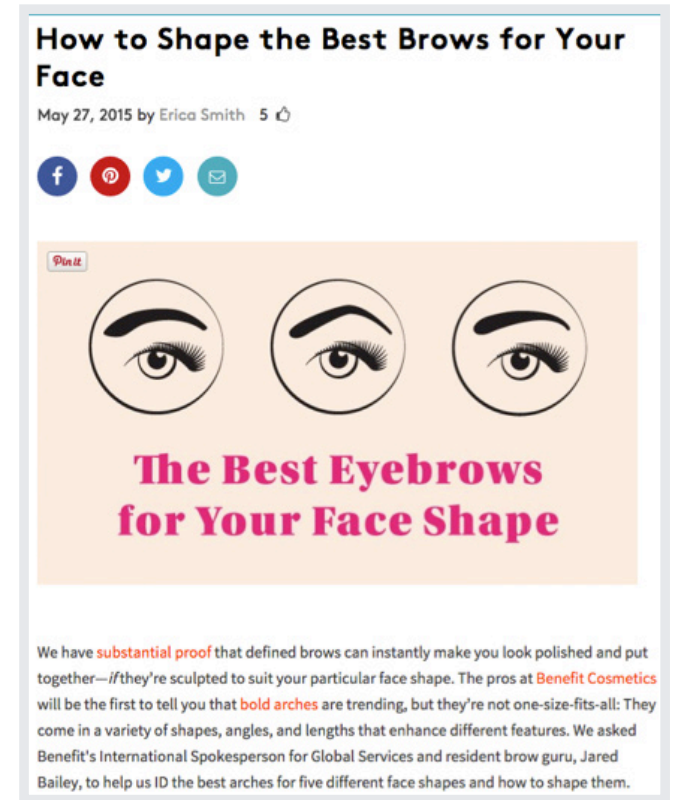 How to Shape the Best Brows for Your
Face
May 27, 2015 by Erica Smith 5
Pin it
The Best Eyebrows
for Your Face Shape
We have substantial proof that defined brows can instantly make you look polished and put
together—if they're sculpted to suit your particular face shape. The pros at Benefit Cosmetics
will be the first to tell you that bold arches are trending, but they're not one-size-fits-all: They
come in a variety of shapes, angles, and lengths that enhance different features. We asked
Benefit's International Spokesperson for Global Services and resident brow guru, Jared
Bailey, to help us ID the best arches for five different face shapes and how to shape them.